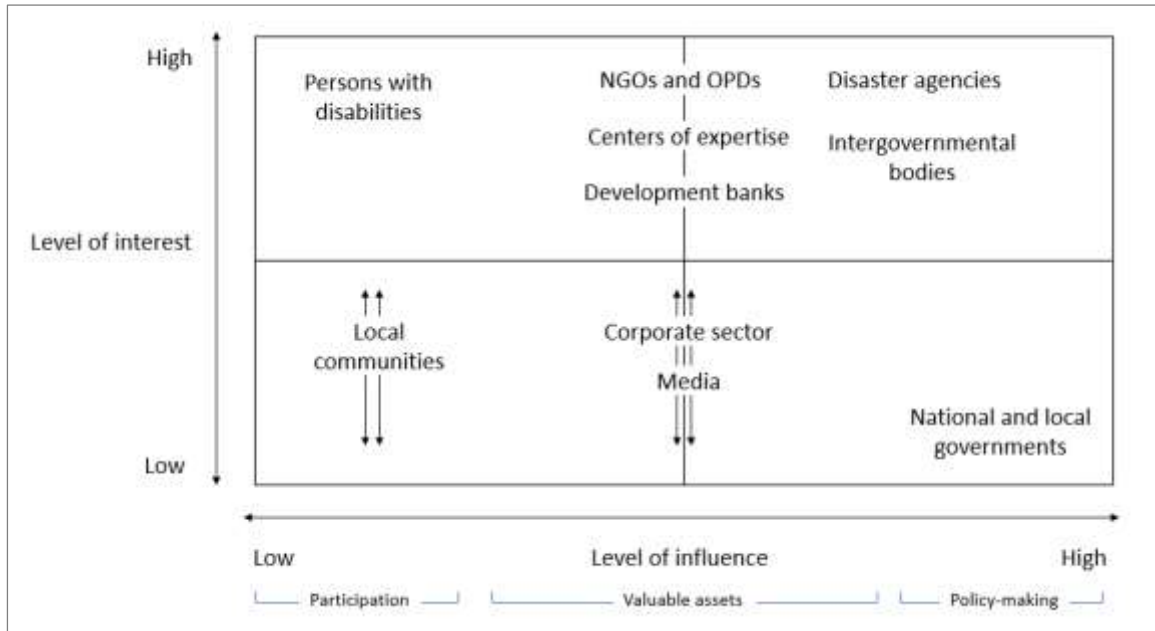 High
Persons with
disabilities
NGOs and OPDs
Disaster agencies
Centers of expertise
Intergovernmental
bodies
Development banks
Level of interest
Local
communities
Corporate sector
Media
National and local
governments
Low
Low
Level of influence
High
Participation
Valuable assets
Policy-making